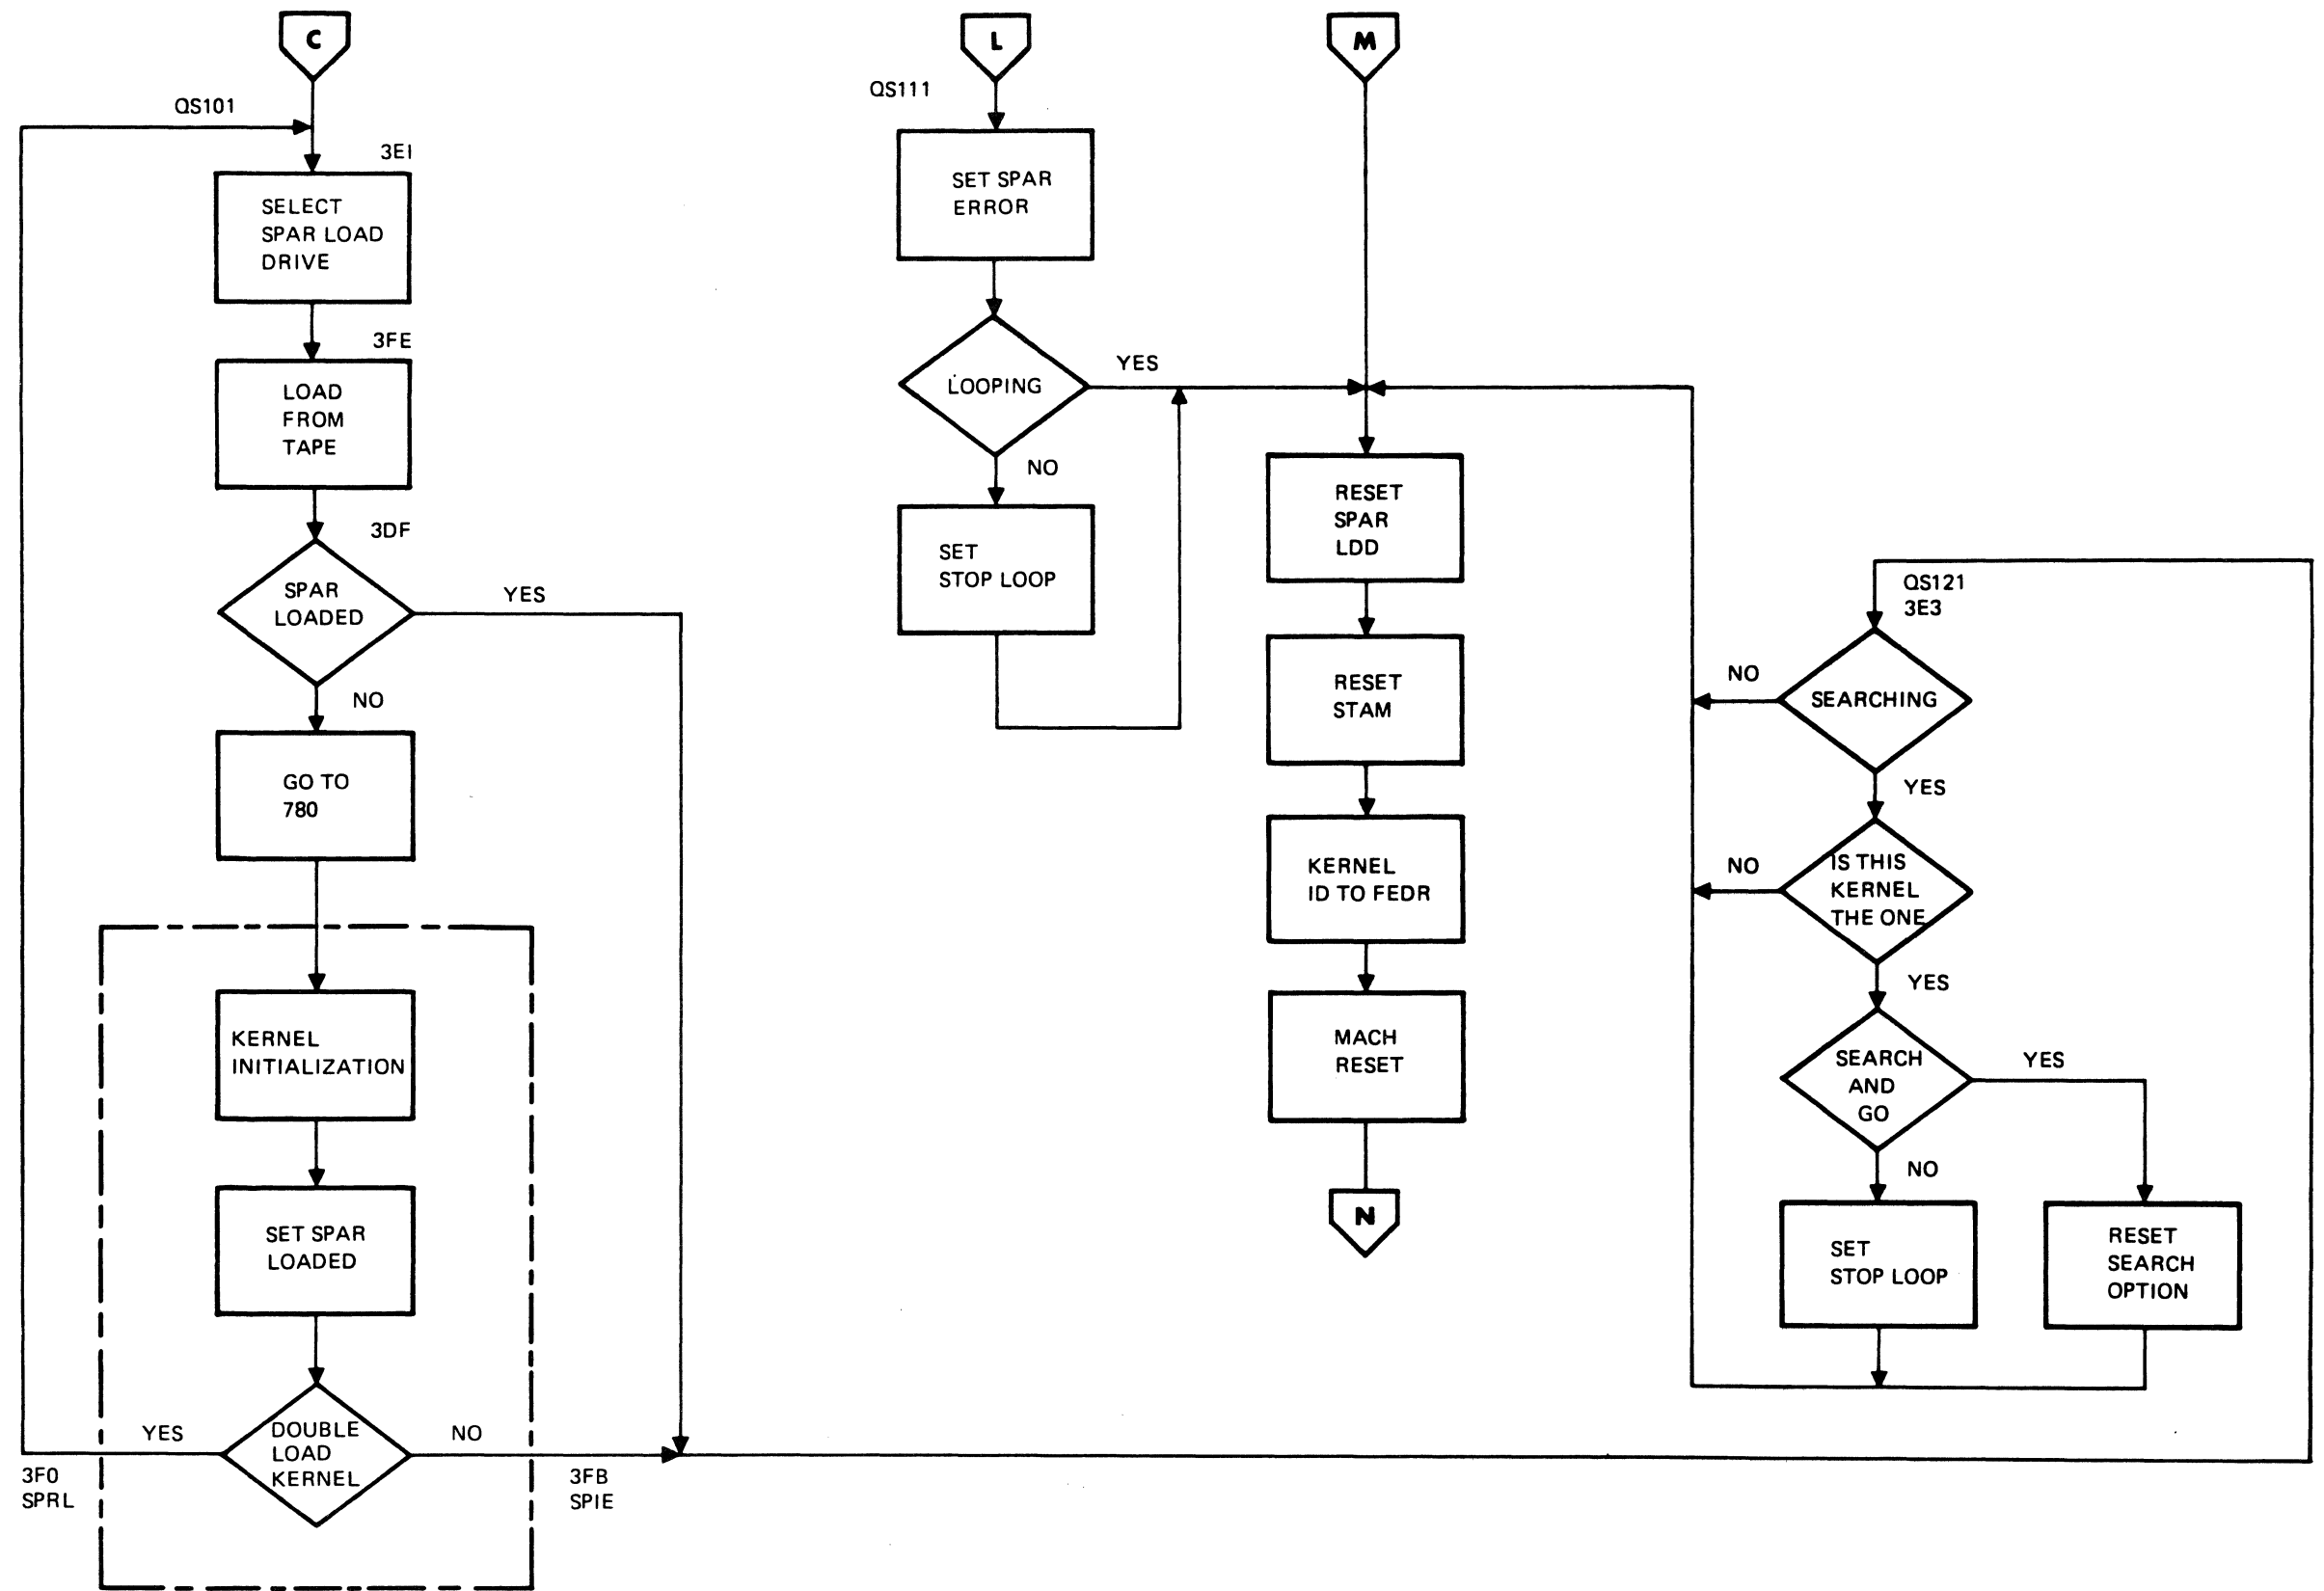 C
QS101
3EI
SELECT
SPAR LOAD
DRIVE
3FE
LOAD
FROM
TAPE
3DF
SPAR
LOADED
YES
NO
GO TO
780
KERNEL
INITIALIZATION
SET SPAR
LOADED
DOUBLE
LOAD
KERNEL
YES
NO
3F0
SPRL
3FB
SPIE
L
QS111
SET SPAR
ERROR
LOOPING
YES
NO
SET
STOP LOOP
M
RESET
SPAR
LDD
RESET
STAM
KERNEL
ID TO FEDR
MACH
RESET
N
QS121
3E3
SEARCHING
NO
YES
IS THIS
KERNEL
THE ONE
NO
YES
SEARCH
AND
GO
YES
NO
SET
STOP LOOP
RESET
SEARCH
OPTION